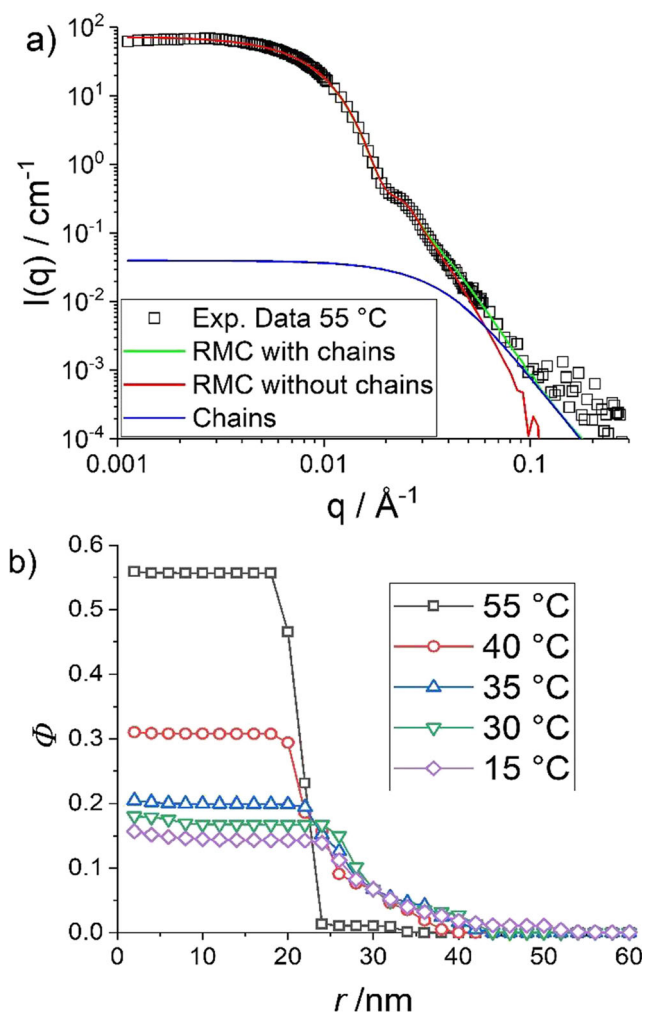 a)
10²
10¹
10⁰
10⁻¹
10⁻²
10⁻³
10⁻⁴
I(q) / cm⁻¹
Exp. Data 55 °C
RMC with chains
RMC without chains
Chains
0.001
0.01
0.1
q / Å⁻¹
b)
0.6
0.5
0.4
0.3
0.2
0.1
0.0
Φ
55 °C
40 °C
35 °C
30 °C
15 °C
0
10
20
30
40
50
60
r /nm